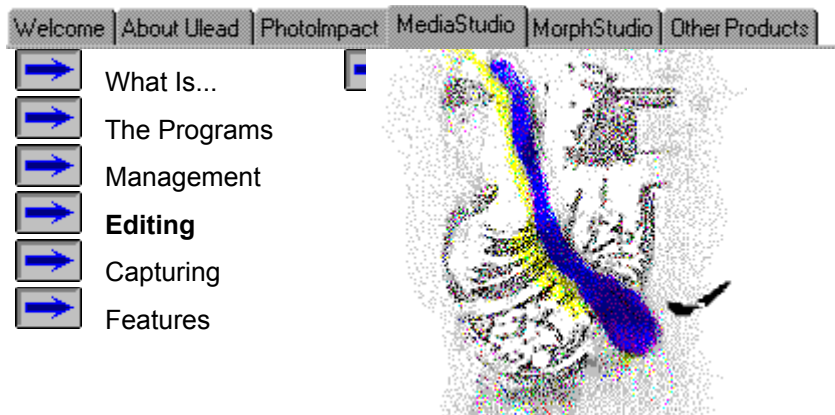 Welcome About Ulead PhotoImpact MediaStudio MorphStudio Other Products
What Is...
The Programs
Management
Editing
Capturing
Features